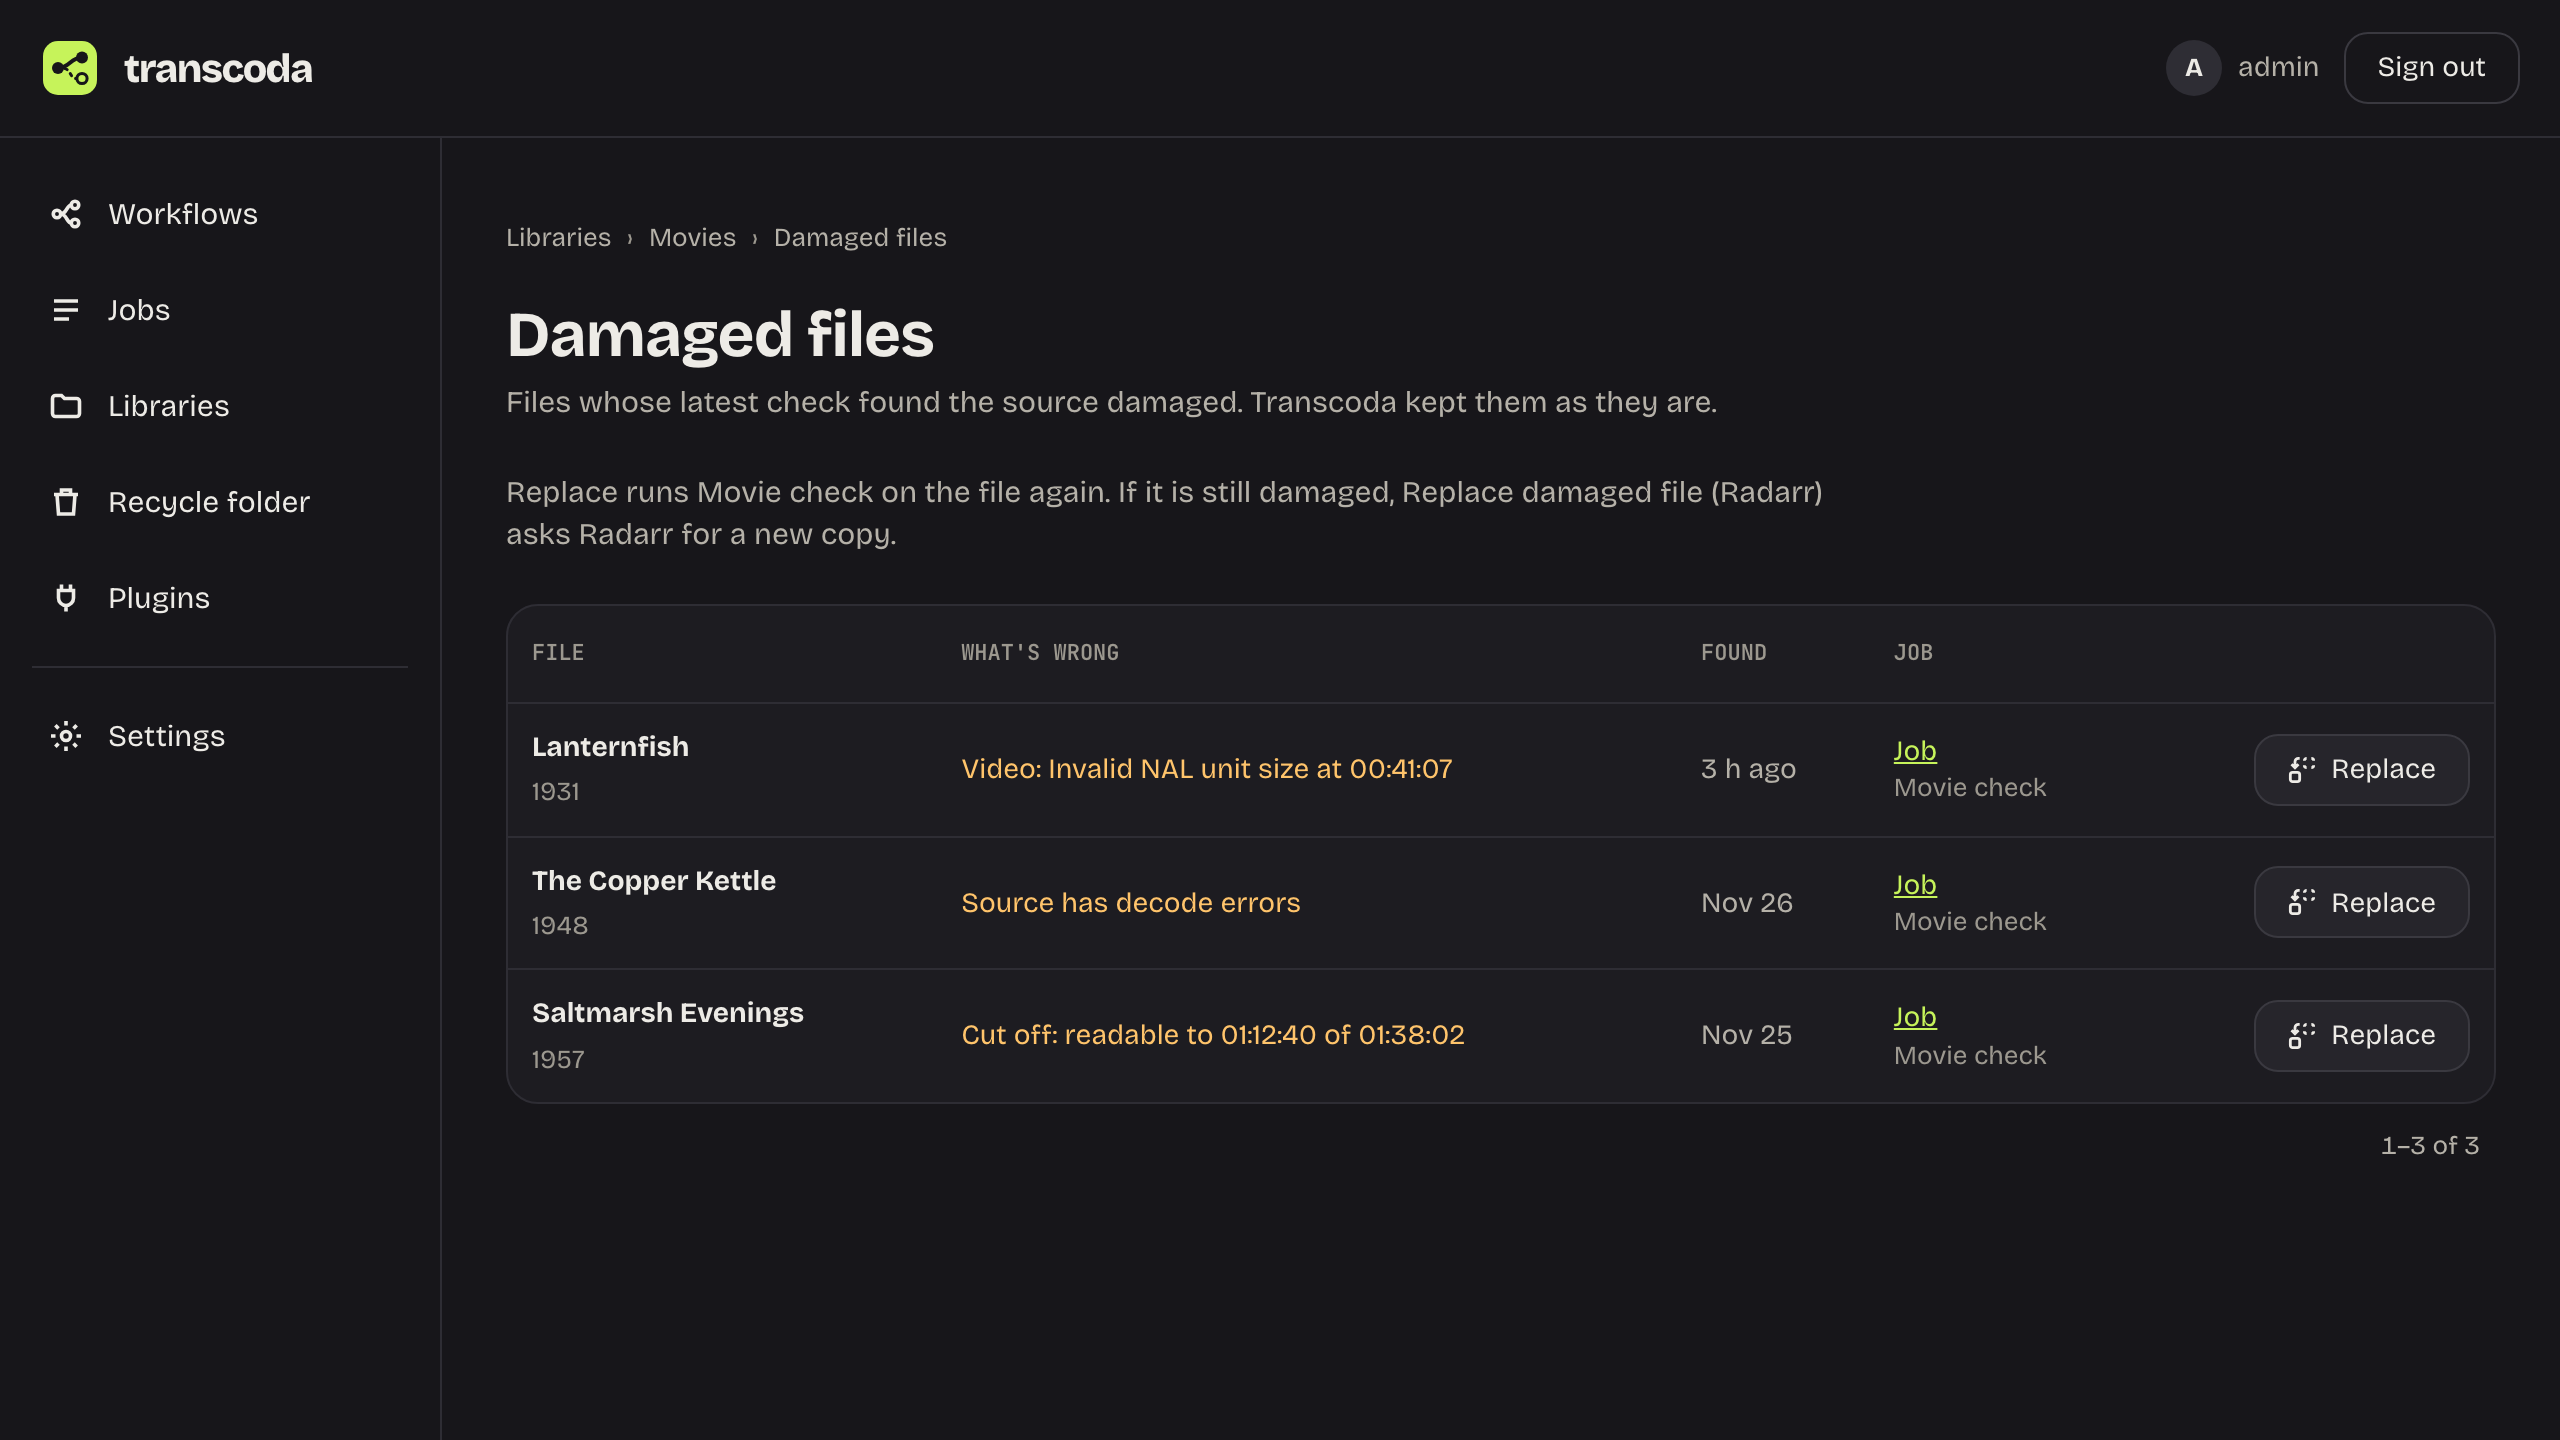 transcoda
A admin Sign out
Workflows
Jobs
Libraries
Recycle folder
Plugins
Settings
Libraries › Movies › Damaged files
Damaged files
Files whose latest check found the source damaged. Transcoda kept them as they are.
Replace runs Movie check on the file again. If it is still damaged, Replace damaged file (Radarr)
asks Radarr for a new copy.
FILE WHAT'S WRONG FOUND JOB
Lanternfish
1931
Video: Invalid NAL unit size at 00:41:07
3 h ago
Job
Movie check
Replace
The Copper Kettle
1948
Source has decode errors
Nov 26
Job
Movie check
Replace
Saltmarsh Evenings
1957
Cut off: readable to 01:12:40 of 01:38:02
Nov 25
Job
Movie check
Replace
1–3 of 3